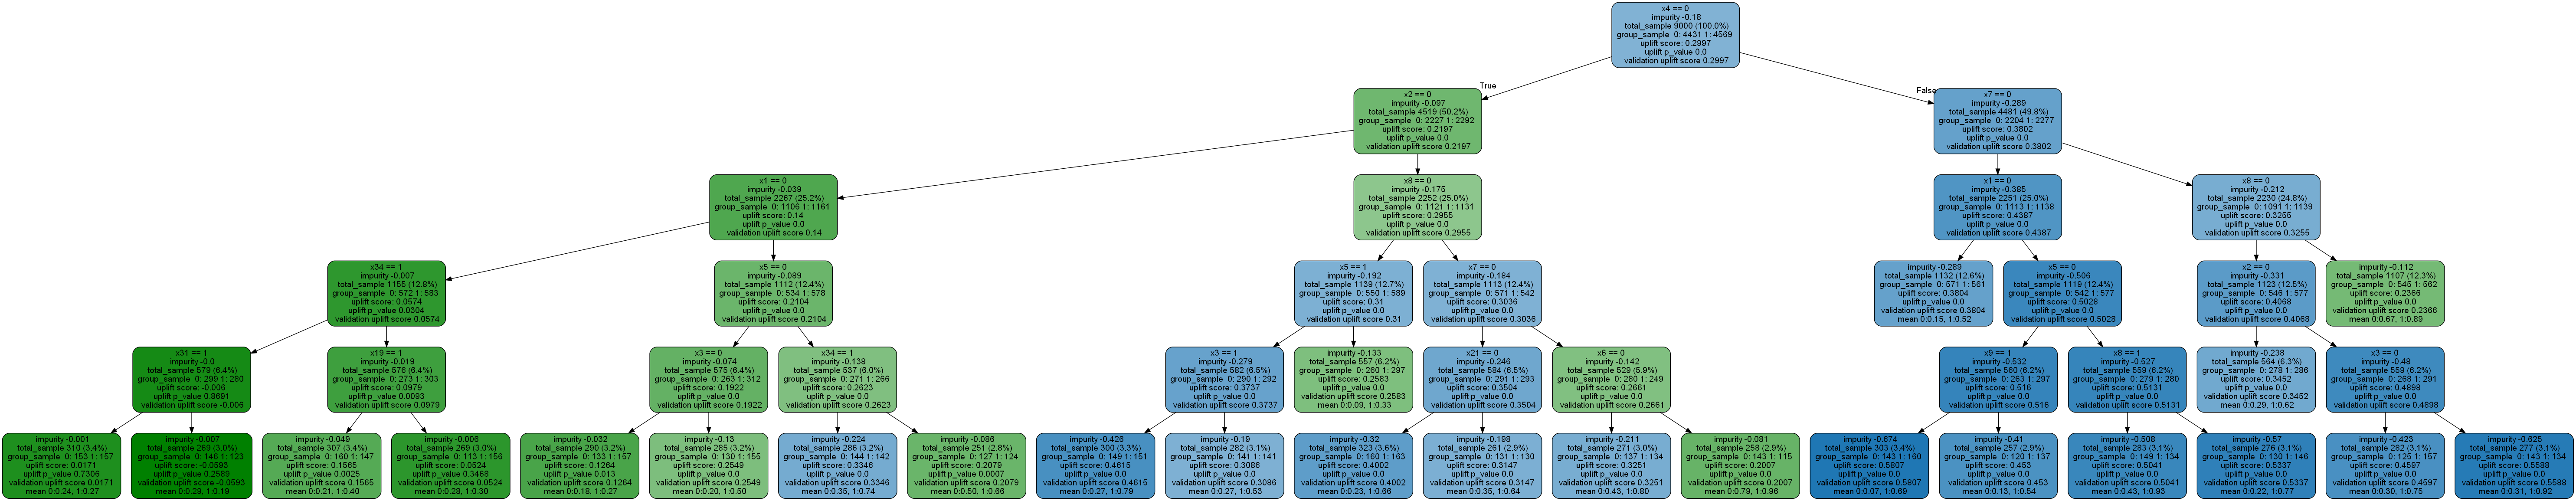 x4 == 0
impurity -0.18
total_sample 9000 (100.0%)
group_sample 0: 4431 1: 4569
uplift score: 0.2997
uplift p_value 0.0
validation uplift score 0.2997
True
False
x2 == 0
impurity -0.097
total_sample 4519 (50.2%)
group_sample 0: 2227 1: 2292
uplift score: 0.2197
uplift p_value 0.0
validation uplift score 0.2197
x7 == 0
impurity -0.289
total_sample 4481 (49.8%)
group_sample 0: 2204 1: 2277
uplift score: 0.3802
uplift p_value 0.0
validation uplift score 0.3802
x1 == 0
impurity -0.039
total_sample 2267 (25.2%)
group_sample 0: 1106 1: 1161
uplift score: 0.14
uplift p_value 0.0
validation uplift score 0.14
x8 == 0
impurity -0.175
total_sample 2252 (25.0%)
group_sample 0: 1121 1: 1131
uplift score: 0.2955
uplift p_value 0.0
validation uplift score 0.2955
x1 == 0
impurity -0.385
total_sample 2251 (25.0%)
group_sample 0: 1113 1: 1138
uplift score: 0.4387
uplift p_value 0.0
validation uplift score 0.4387
x8 == 0
impurity -0.212
total_sample 2230 (24.8%)
group_sample 0: 1091 1: 1139
uplift score: 0.3255
uplift p_value 0.0
validation uplift score 0.3255
x34 == 1
impurity -0.007
total_sample 1155 (12.8%)
group_sample 0: 572 1: 583
uplift score: 0.0574
uplift p_value 0.0304
validation uplift score 0.0574
x5 == 0
impurity -0.089
total_sample 1112 (12.4%)
group_sample 0: 534 1: 578
uplift score: 0.2104
uplift p_value 0.0
validation uplift score 0.2104
x5 == 1
impurity -0.192
total_sample 1139 (12.7%)
group_sample 0: 550 1: 589
uplift score: 0.31
uplift p_value 0.0
validation uplift score 0.31
x7 == 0
impurity -0.184
total_sample 1113 (12.4%)
group_sample 0: 571 1: 542
uplift score: 0.3036
uplift p_value 0.0
validation uplift score 0.3036
impurity -0.289
total_sample 1132 (12.6%)
group_sample 0: 571 1: 561
uplift score: 0.3804
uplift p_value 0.0
validation uplift score 0.3804
mean 0:0.15, 1:0.52
x5 == 0
impurity -0.506
total_sample 1119 (12.4%)
group_sample 0: 542 1: 577
uplift score: 0.5028
uplift p_value 0.0
validation uplift score 0.5028
x2 == 0
impurity -0.331
total_sample 1123 (12.5%)
group_sample 0: 546 1: 577
uplift score: 0.4068
uplift p_value 0.0
validation uplift score 0.4068
impurity -0.112
total_sample 1107 (12.3%)
group_sample 0: 545 1: 562
uplift score: 0.2366
uplift p_value 0.0
validation uplift score 0.2366
mean 0:0.67, 1:0.89
x31 == 1
impurity -0.0
total_sample 579 (6.4%)
group_sample 0: 299 1: 280
uplift score: -0.006
uplift p_value 0.8691
validation uplift score -0.006
x19 == 1
impurity -0.019
total_sample 576 (6.4%)
group_sample 0: 273 1: 303
uplift score: 0.0979
uplift p_value 0.0093
validation uplift score 0.0979
x3 == 0
impurity -0.074
total_sample 575 (6.4%)
group_sample 0: 263 1: 312
uplift score: 0.1922
uplift p_value 0.0
validation uplift score 0.1922
x34 == 1
impurity -0.138
total_sample 537 (6.0%)
group_sample 0: 271 1: 266
uplift score: 0.2623
uplift p_value 0.0
validation uplift score 0.2623
x3 == 1
impurity -0.279
total_sample 582 (6.5%)
group_sample 0: 290 1: 292
uplift score: 0.3737
uplift p_value 0.0
validation uplift score 0.3737
impurity -0.133
total_sample 557 (6.2%)
group_sample 0: 260 1: 297
uplift score: 0.2583
uplift p_value 0.0
validation uplift score 0.2583
mean 0:0.09, 1:0.33
x21 == 0
impurity -0.246
total_sample 584 (6.5%)
group_sample 0: 291 1: 293
uplift score: 0.3504
uplift p_value 0.0
validation uplift score 0.3504
x6 == 0
impurity -0.142
total_sample 529 (5.9%)
group_sample 0: 280 1: 249
uplift score: 0.2661
uplift p_value 0.0
validation uplift score 0.2661
x9 == 1
impurity -0.532
total_sample 560 (6.2%)
group_sample 0: 263 1: 297
uplift score: 0.516
uplift p_value 0.0
validation uplift score 0.516
x8 == 1
impurity -0.527
total_sample 559 (6.2%)
group_sample 0: 279 1: 280
uplift score: 0.5131
uplift p_value 0.0
validation uplift score 0.5131
impurity -0.238
total_sample 564 (6.3%)
group_sample 0: 278 1: 286
uplift score: 0.3452
uplift p_value 0.0
validation uplift score 0.3452
mean 0:0.29, 1:0.62
x3 == 0
impurity -0.48
total_sample 559 (6.2%)
group_sample 0: 268 1: 291
uplift score: 0.4898
uplift p_value 0.0
validation uplift score 0.4898
impurity -0.001
total_sample 310 (3.4%)
group_sample 0: 153 1: 157
uplift score: 0.0171
uplift p_value 0.7306
validation uplift score 0.0171
mean 0:0.24, 1:0.27
impurity -0.007
total_sample 269 (3.0%)
group_sample 0: 146 1: 123
uplift score: -0.0593
uplift p_value 0.2589
validation uplift score -0.0593
mean 0:0.29, 1:0.19
impurity -0.049
total_sample 307 (3.4%)
group_sample 0: 160 1: 147
uplift score: 0.1565
uplift p_value 0.0025
validation uplift score 0.1565
mean 0:0.21, 1:0.40
impurity -0.006
total_sample 269 (3.0%)
group_sample 0: 113 1: 156
uplift score: 0.0524
uplift p_value 0.3468
validation uplift score 0.0524
mean 0:0.28, 1:0.30
impurity -0.032
total_sample 290 (3.2%)
group_sample 0: 133 1: 157
uplift score: 0.1264
uplift p_value 0.013
validation uplift score 0.1264
mean 0:0.18, 1:0.27
impurity -0.13
total_sample 285 (3.2%)
group_sample 0: 130 1: 155
uplift score: 0.2549
uplift p_value 0.0
validation uplift score 0.2549
mean 0:0.20, 1:0.50
impurity -0.224
total_sample 286 (3.2%)
group_sample 0: 144 1: 142
uplift score: 0.3346
uplift p_value 0.0
validation uplift score 0.3346
mean 0:0.35, 1:0.74
impurity -0.086
total_sample 251 (2.8%)
group_sample 0: 127 1: 124
uplift score: 0.2079
uplift p_value 0.0007
validation uplift score 0.2079
mean 0:0.50, 1:0.66
impurity -0.426
total_sample 300 (3.3%)
group_sample 0: 149 1: 151
uplift score: 0.4615
uplift p_value 0.0
validation uplift score 0.4615
mean 0:0.27, 1:0.79
impurity -0.19
total_sample 282 (3.1%)
group_sample 0: 141 1: 141
uplift score: 0.3086
uplift p_value 0.0
validation uplift score 0.3086
mean 0:0.27, 1:0.53
impurity -0.32
total_sample 323 (3.6%)
group_sample 0: 160 1: 163
uplift score: 0.4002
uplift p_value 0.0
validation uplift score 0.4002
mean 0:0.23, 1:0.66
impurity -0.198
total_sample 261 (2.9%)
group_sample 0: 131 1: 130
uplift score: 0.3147
uplift p_value 0.0
validation uplift score 0.3147
mean 0:0.35, 1:0.64
impurity -0.211
total_sample 271 (3.0%)
group_sample 0: 137 1: 134
uplift score: 0.3251
uplift p_value 0.0
validation uplift score 0.3251
mean 0:0.43, 1:0.80
impurity -0.081
total_sample 258 (2.9%)
group_sample 0: 143 1: 115
uplift score: 0.2007
uplift p_value 0.0
validation uplift score 0.2007
mean 0:0.79, 1:0.96
impurity -0.674
total_sample 303 (3.4%)
group_sample 0: 143 1: 160
uplift score: 0.5807
uplift p_value 0.0
validation uplift score 0.5807
mean 0:0.07, 1:0.69
impurity -0.41
total_sample 257 (2.9%)
group_sample 0: 120 1: 137
uplift score: 0.453
uplift p_value 0.0
validation uplift score 0.453
mean 0:0.13, 1:0.54
impurity -0.508
total_sample 283 (3.1%)
group_sample 0: 149 1: 134
uplift score: 0.5041
uplift p_value 0.0
validation uplift score 0.5041
mean 0:0.43, 1:0.93
impurity -0.57
total_sample 276 (3.1%)
group_sample 0: 130 1: 146
uplift score: 0.5337
uplift p_value 0.0
validation uplift score 0.5337
mean 0:0.22, 1:0.77
impurity -0.423
total_sample 282 (3.1%)
group_sample 0: 125 1: 157
uplift score: 0.4597
uplift p_value 0.0
validation uplift score 0.4597
mean 0:0.30, 1:0.75
impurity -0.625
total_sample 277 (3.1%)
group_sample 0: 143 1: 134
uplift score: 0.5588
uplift p_value 0.0
validation uplift score 0.5588
mean 0:0.31, 1:0.92